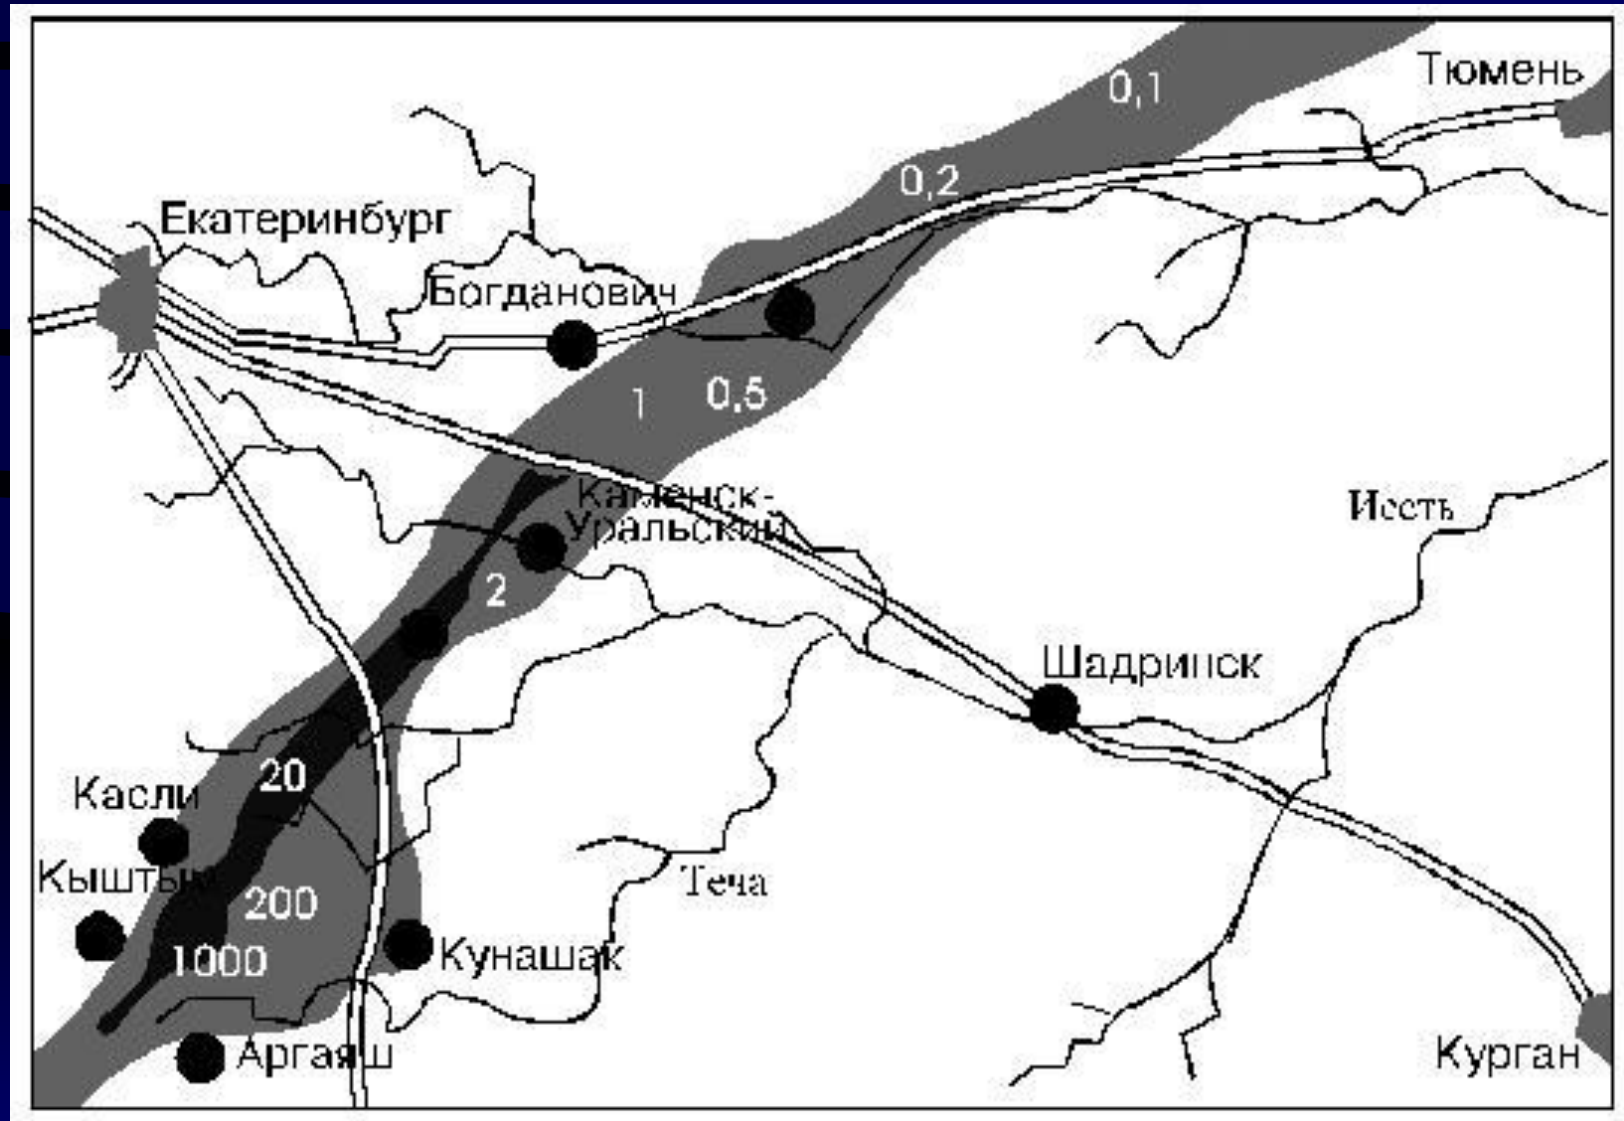 Тюмень
0,1
0,2
Екатеринбург
Богданович
1
0,5
Каменск-
Уральский
Исеть
2
Шадринск
20
Касли
Кыштым
Теча
200
1000
Кунашак
Аргаяш
Курган